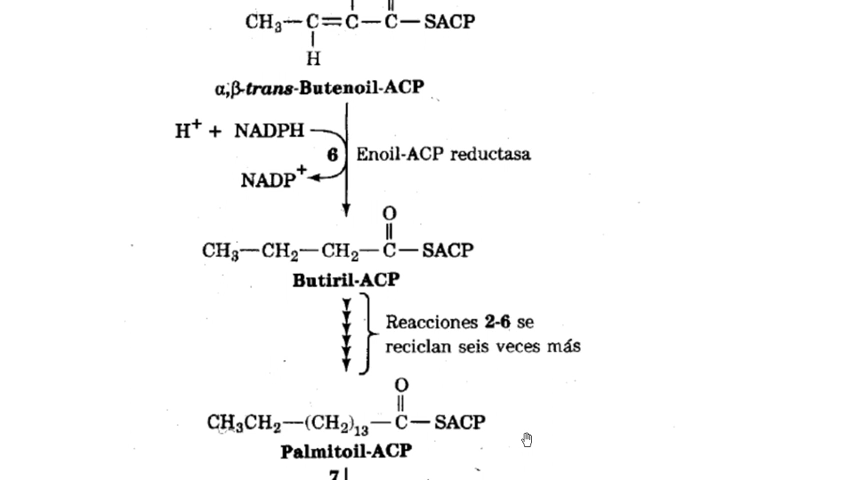 CH₃—C=C—C—SACP
H
α,β-trans-Butenoil-ACP
H⁺ + NADPH
6 Enoil-ACP reductasa
NADP⁺
O
CH₃—CH₂—CH₂—C—SACP
Butiril-ACP
Reacciones 2-6 se
reciclan seis veces más
O
CH₃CH₂—(CH₂)₁₃—C—SACP
Palmitoil-ACP
7